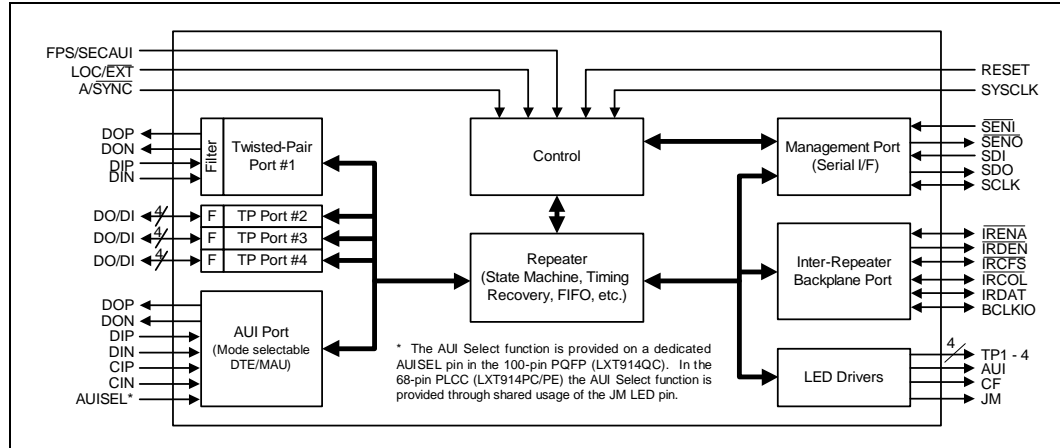 FPS/SECAUI
LOC/EXT
A/SYNC
RESET
SYSCLK
DOP
DON
DIP
DIN
Filter
Twisted-Pair
Port #1
Control
Management Port
(Serial I/F)
SENI
SENO
SDI
SDO
SCLK
DO/DI
4
F
TP Port #2
DO/DI
4
F
TP Port #3
DO/DI
4
F
TP Port #4
Repeater
(State Machine, Timing
Recovery, FIFO, etc.)
Inter-Repeater
Backplane Port
IRENA
IRDEN
IRCFS
IRCOL
IRDAT
BCLKIO
DOP
DON
DIP
DIN
CIP
CIN
AUISEL*
AUI Port
(Mode selectable
DTE/MAU)
* The AUI Select function is provided on a dedicated
AUISEL pin in the 100-pin PQFP (LXT914QC). In the
68-pin PLCC (LXT914PC/PE) the AUI Select function is
provided through shared usage of the JM LED pin.
LED Drivers
4
TP1 - 4
AUI
CF
JM